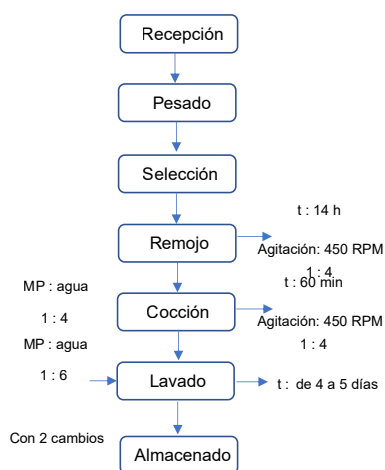 Recepción
Pesado
Selección
t : 14 h
Remojo
Agitación: 450 RPM
1 : 4
t : 60 min
MP : agua
1 : 4
Cocción
Agitación: 450 RPM
1 : 4
MP : agua
1 : 6
Lavado
t : de 4 a 5 días
Con 2 cambios
Almacenado